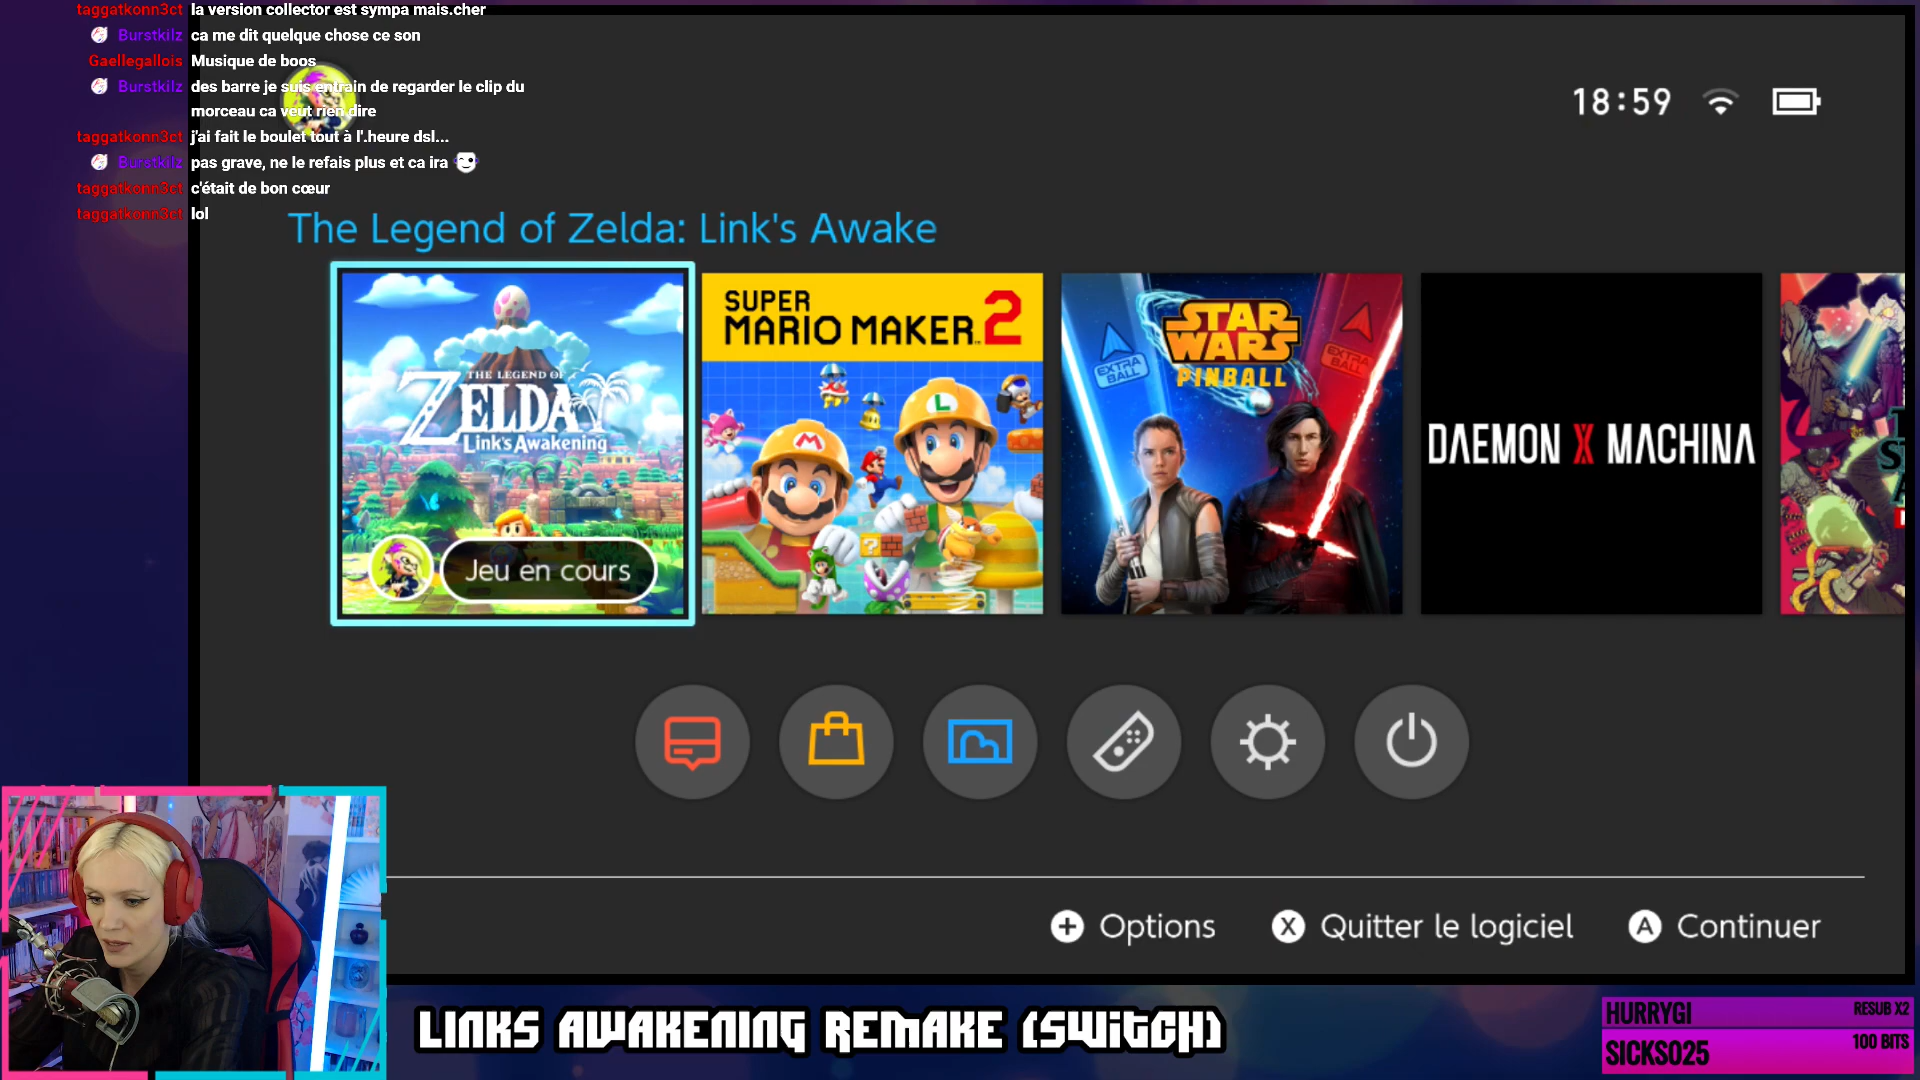 taggatkonn3ct la version collector est sympa mais.cher
Burstkilz ca me dit quelque chose ce son
Gaellegallois Musique de boos
Burstkilz des barre je suis entrain de regarder le clip du
morceau ca veut rien dire
taggatkonn3ct j'ai fait le boulet tout à l'.heure dsl...
Burstkilz pas grave, ne le refais plus et ca ira
taggatkonn3ct c'était de bon cœur
taggatkonn3ct lol
18:59
The Legend of Zelda: Link's Awake
THE LEGEND OF
ZELDA
Link's Awakening
Jeu en cours
SUPER
MARIO MAKER 2
STAR
WARS
PINBALL
EXTRA
BALL
EXTRA
BALL
DAEMON X MACHINA
+ Options
X Quitter le logiciel
A Continuer
LINKS AWAKENING REMAKE (SWITCH)
HURRYGI RESUB X2
SICKS025 100 BITS